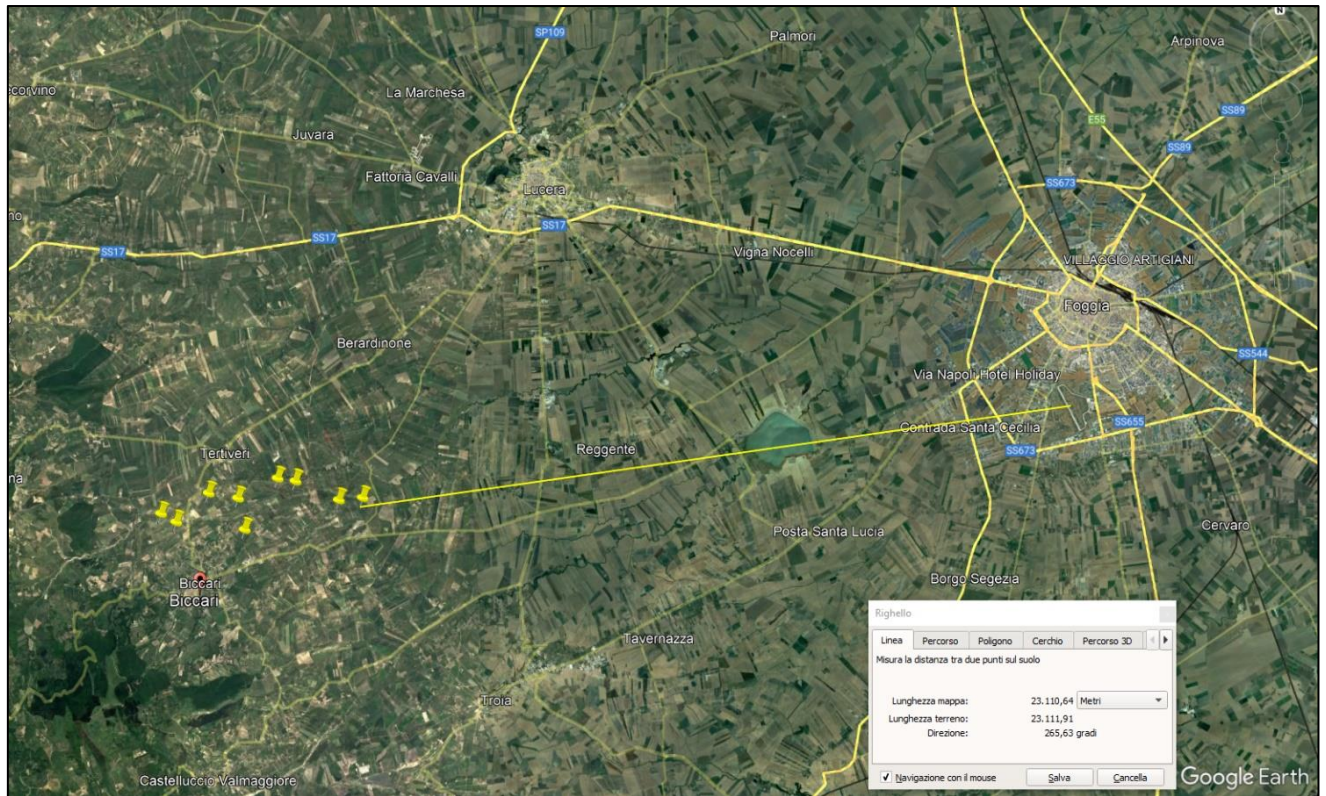 SP109
Palmori
Arpinova
ecorvino
La Marchesa
SS89
E55
Juvara
SS89
Fattoria Cavalli
SS673
Lucera
no
SS17
SS17
SS17
Vigna Nocelli
VILLAGGIO ARTIGIANI
Foggia
Berardinone
SS544
Via Napoli Hotel Holiday
SS655
Contrada Santa Cecilia
Reggente
Tertiveri
SS673
na
Cervaro
Posta Santa Lucia
Biccari
Biccari
Borgo Segezia
Tavernazza
Troia
Castelluccio Valmaggiore
N
Righello
Linea Percorso Poligono Cerchio Percorso 3D
Misura la distanza tra due punti sul suolo
Lunghezza mappa: 23.110,64 Metri
Lunghezza terreno: 23.111,91
Direzione: 265,63 gradi
Navigazione con il mouse Salva Cancella
Google Earth